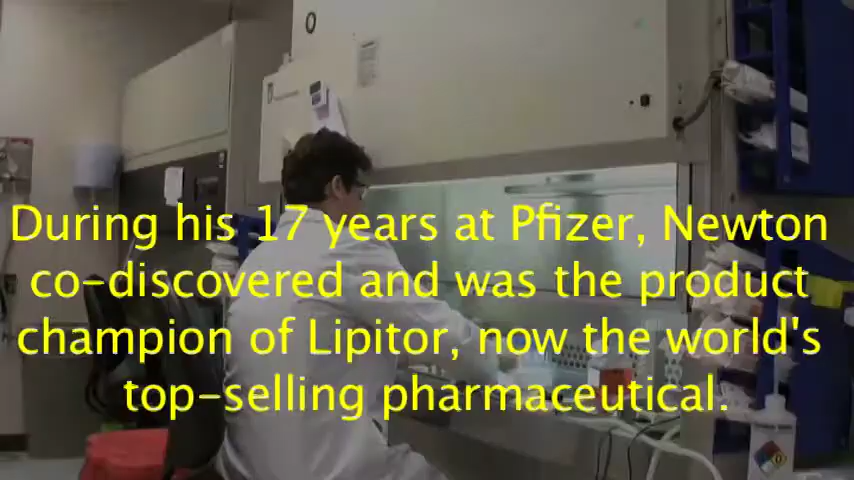 During his 17 years at Pfizer, Newton
co-discovered and was the product
champion of Lipitor, now the world's
top-selling pharmaceutical.